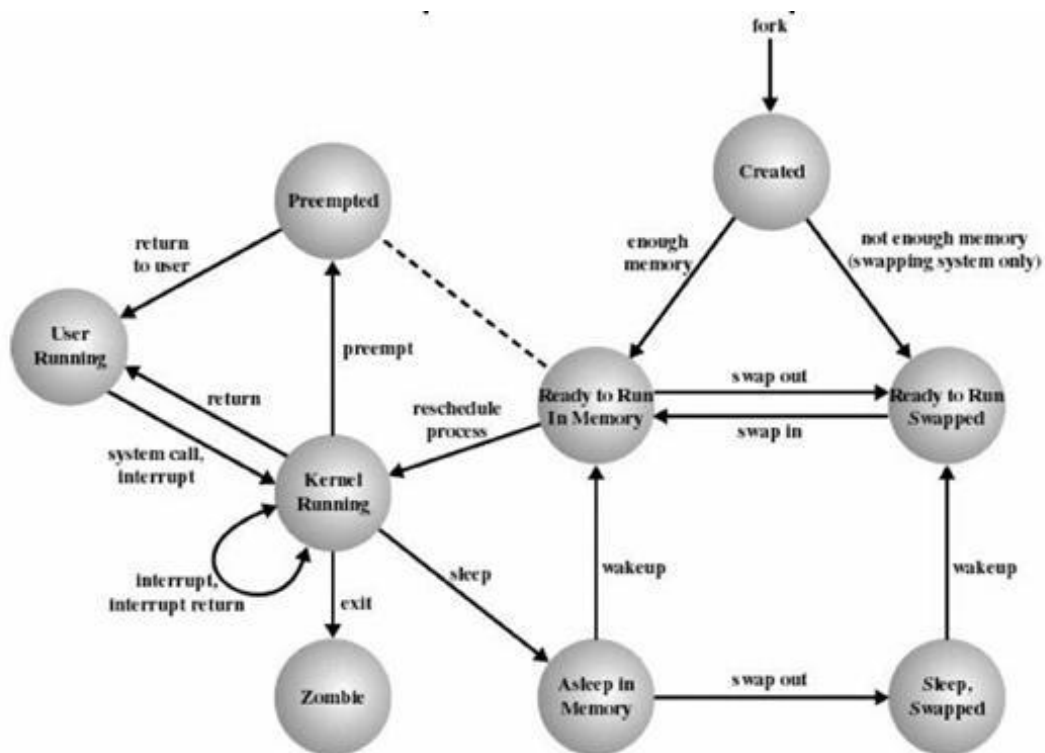 fork
Created
Preempted
return
to user
enough
memory
not enough memory
(swapping system only)
User
Running
preempt
return
reschedule
process
Ready to Run
In Memory
swap out
swap in
Ready to Run
Swapped
system call,
interrupt
Kernel
Running
interrupt,
interrupt return
sleep
exit
wakeup
wakeup
Zombie
Asleep in
Memory
swap out
Sleep,
Swapped